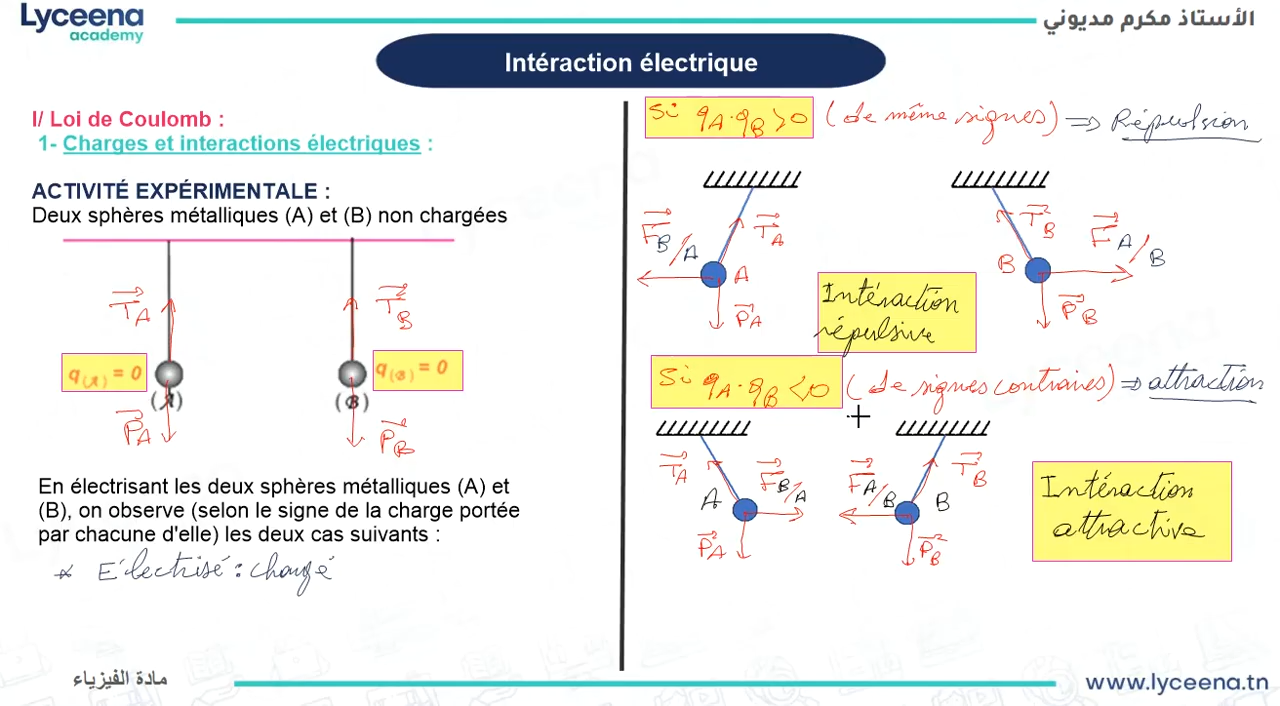 Lyceena
academy
الأستاذ مكرم مديوني
Intéraction électrique
I/ Loi de Coulomb :
1- Charges et interactions électriques :
ACTIVITÉ EXPÉRIMENTALE :
Deux sphères métalliques (A) et (B) non chargées
T⃗A
T⃗B
q(A) = 0
q(B) = 0
(A)
(B)
P⃗A
P⃗B
En électrisant les deux sphères métalliques (A) et
(B), on observe (selon le signe de la charge portée
par chacune d'elle) les deux cas suivants :
* Électrisé : chargé
Si qA . qB > 0 (de même signes) ⟹ Répulsion
F⃗B/A
T⃗A
A
P⃗A
T⃗B
F⃗A/B
B
P⃗B
Intéraction
répulsive
Si qA . qB < 0 (de signes contraires) ⟹ attraction
T⃗A
F⃗B/A
A
P⃗A
F⃗A/B
T⃗B
B
P⃗B
Intéraction
attractive
مادة الفيزياء
www.lyceena.tn